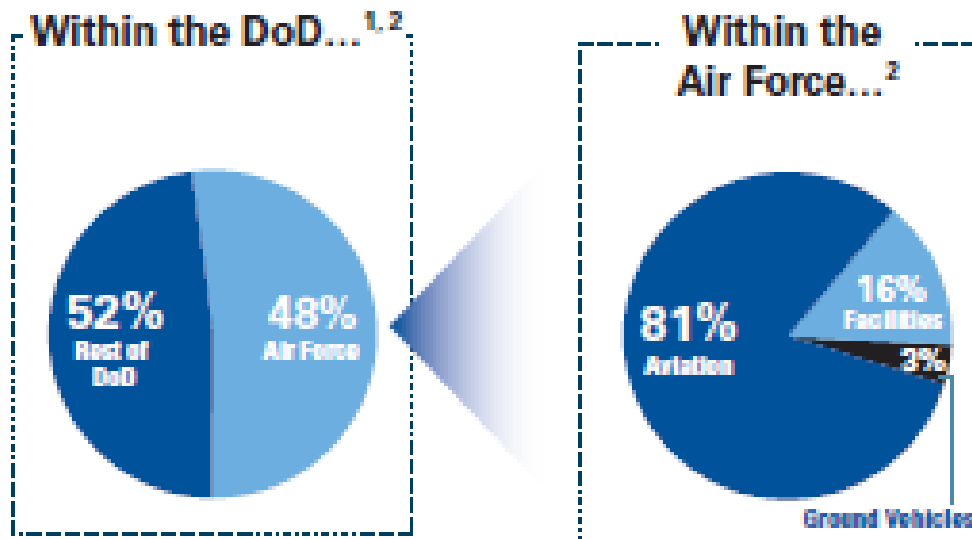 Within the DoD...1, 2
52%
Rest of
DoD
48%
Air Force
Within the
Air Force...2
81%
Aviation
16%
Facilities
3%
Ground Vehicles